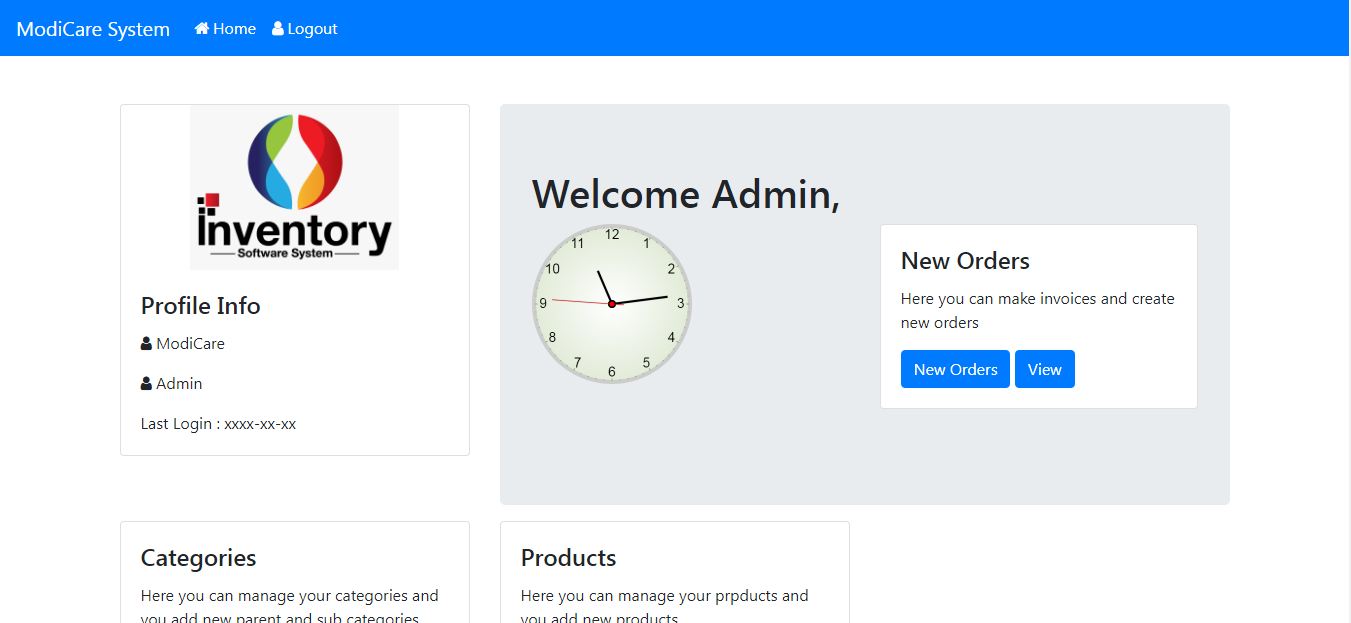 ModiCare System Home Logout
inventory
Software System
Profile Info
ModiCare
Admin
Last Login : xxxx-xx-xx
Welcome Admin,
12
1
2
3
4
5
6
7
8
9
10
11
New Orders
Here you can make invoices and create
new orders
New Orders View
Categories
Here you can manage your categories and
you add new parent and sub categories
Products
Here you can manage your prpducts and
you add new products